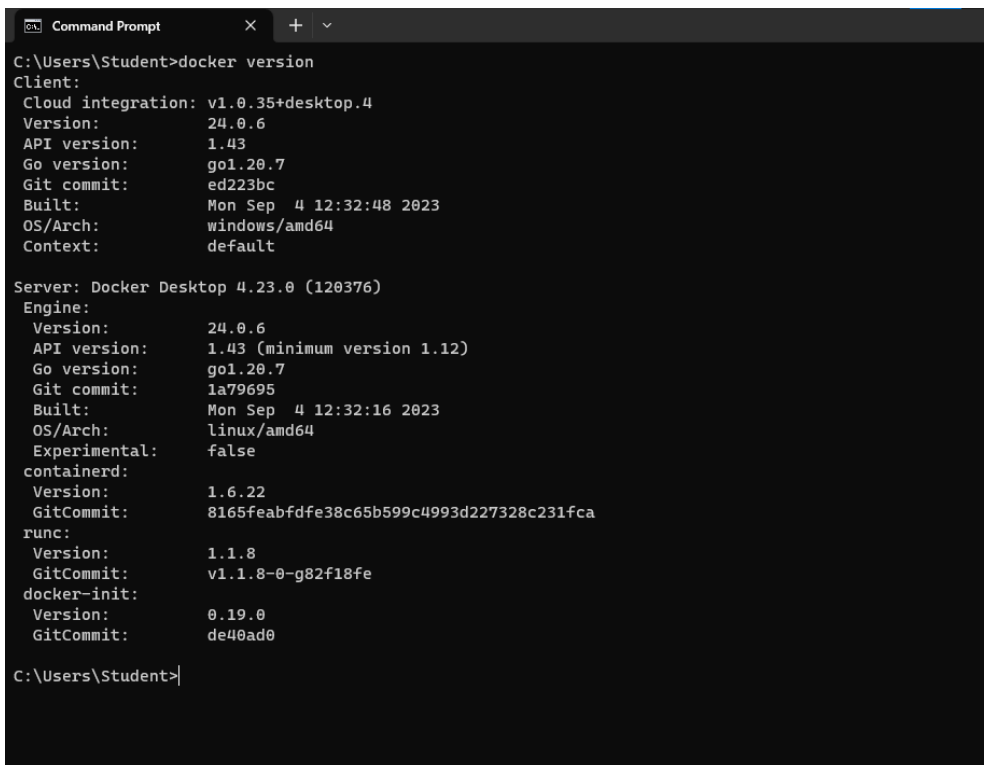 Command Prompt
C:\Users\Student>docker version
Client:
 Cloud integration: v1.0.35+desktop.4
 Version:           24.0.6
 API version:       1.43
 Go version:        go1.20.7
 Git commit:        ed223bc
 Built:             Mon Sep  4 12:32:48 2023
 OS/Arch:           windows/amd64
 Context:           default

Server: Docker Desktop 4.23.0 (120376)
 Engine:
  Version:          24.0.6
  API version:      1.43 (minimum version 1.12)
  Go version:       go1.20.7
  Git commit:       1a79695
  Built:            Mon Sep  4 12:32:16 2023
  OS/Arch:          linux/amd64
  Experimental:     false
 containerd:
  Version:          1.6.22
  GitCommit:        8165feabfdfe38c65b599c4993d227328c231fca
 runc:
  Version:          1.1.8
  GitCommit:        v1.1.8-0-g82f18fe
 docker-init:
  Version:          0.19.0
  GitCommit:        de40ad0

C:\Users\Student>